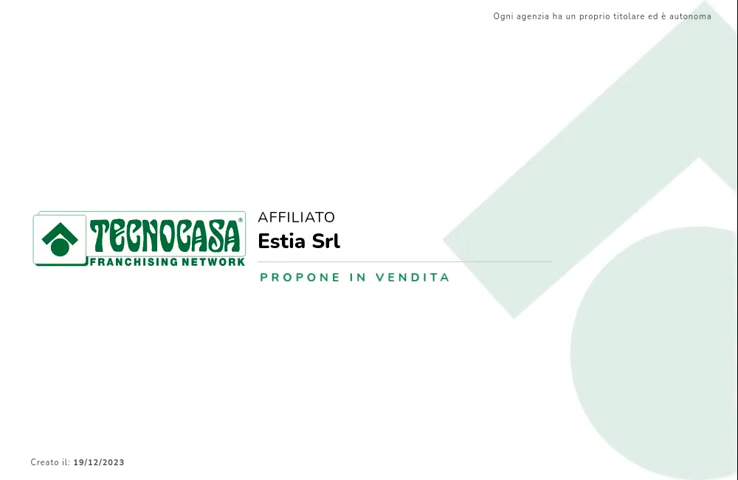 Ogni agenzia ha un proprio titolare ed è autonoma
TECNOCASA®
FRANCHISING NETWORK
AFFILIATO
Estia Srl
PROPONE IN VENDITA
Creato il: 19/12/2023